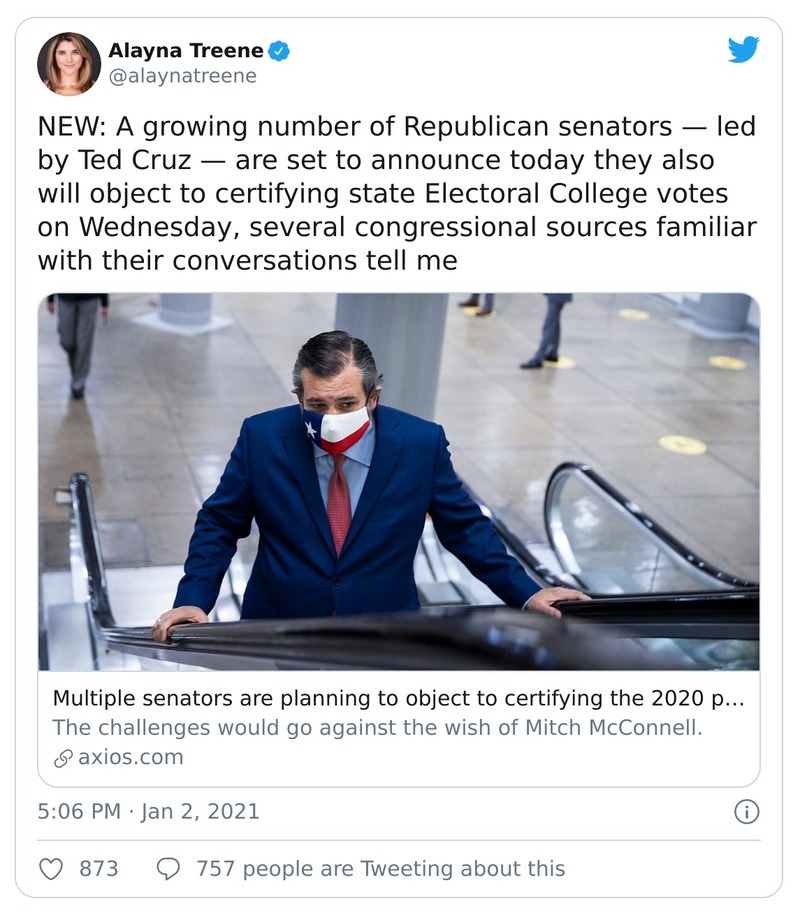 Alayna Treene
@alaynatreene
NEW: A growing number of Republican senators — led
by Ted Cruz — are set to announce today they also
will object to certifying state Electoral College votes
on Wednesday, several congressional sources familiar
with their conversations tell me
Multiple senators are planning to object to certifying the 2020 p...
The challenges would go against the wish of Mitch McConnell.
axios.com
5:06 PM · Jan 2, 2021
873 757 people are Tweeting about this